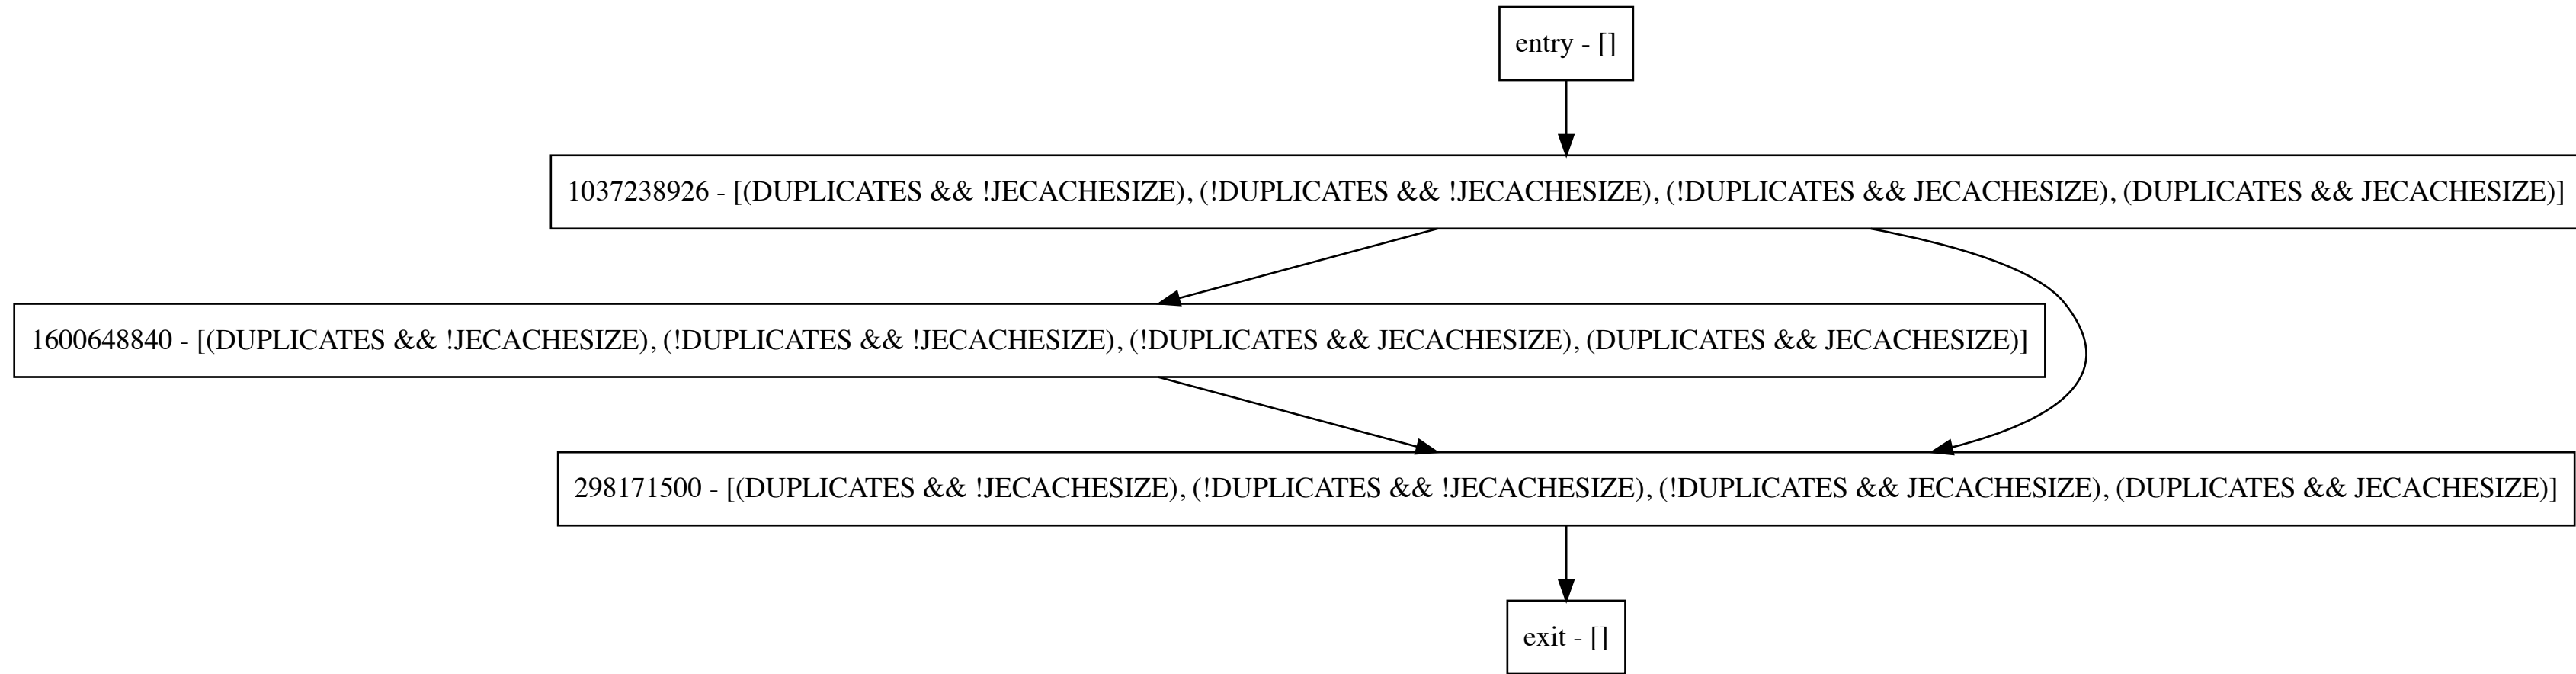 entry - []
1037238926 - [(DUPLICATES && !JECACHESIZE), (!DUPLICATES && !JECACHESIZE), (!DUPLICATES && JECACHESIZE), (DUPLICATES && JECACHESIZE)]
1600648840 - [(DUPLICATES && !JECACHESIZE), (!DUPLICATES && !JECACHESIZE), (!DUPLICATES && JECACHESIZE), (DUPLICATES && JECACHESIZE)]
298171500 - [(DUPLICATES && !JECACHESIZE), (!DUPLICATES && !JECACHESIZE), (!DUPLICATES && JECACHESIZE), (DUPLICATES && JECACHESIZE)]
exit - []